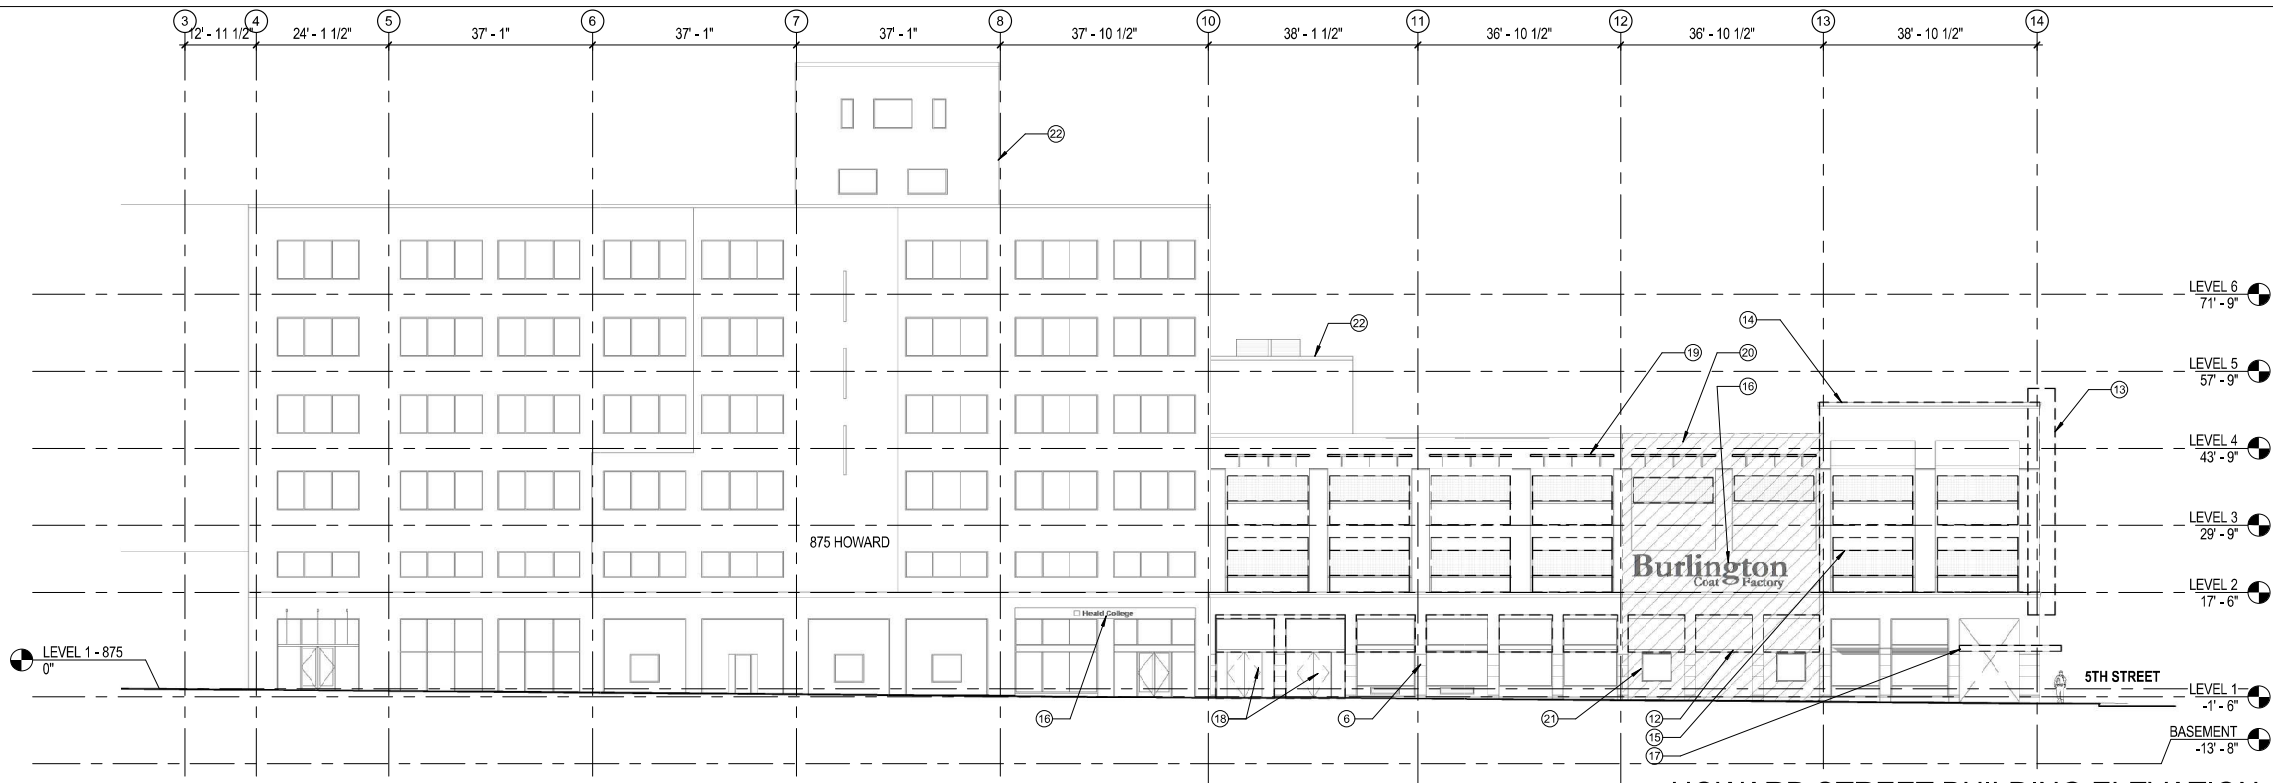 3 4 5 6 7 8 10 11 12 13 14
12' - 11 1/2" 24' - 1 1/2" 37' - 1" 37' - 1" 37' - 1" 37' - 10 1/2" 38' - 1 1/2" 36' - 10 1/2" 36' - 10 1/2" 38' - 10 1/2"
22
LEVEL 6
71' - 9"
14
22
19
20
LEVEL 5
57' - 9"
16
13
LEVEL 4
43' - 9"
LEVEL 3
29' - 9"
875 HOWARD
Burlington
Coat Factory
LEVEL 2
17' - 6"
Heald College
LEVEL 1 - 875
0"
5TH STREET
LEVEL 1
-1' - 6"
16
18
6
21
12
15
17
BASEMENT
-13' - 8"